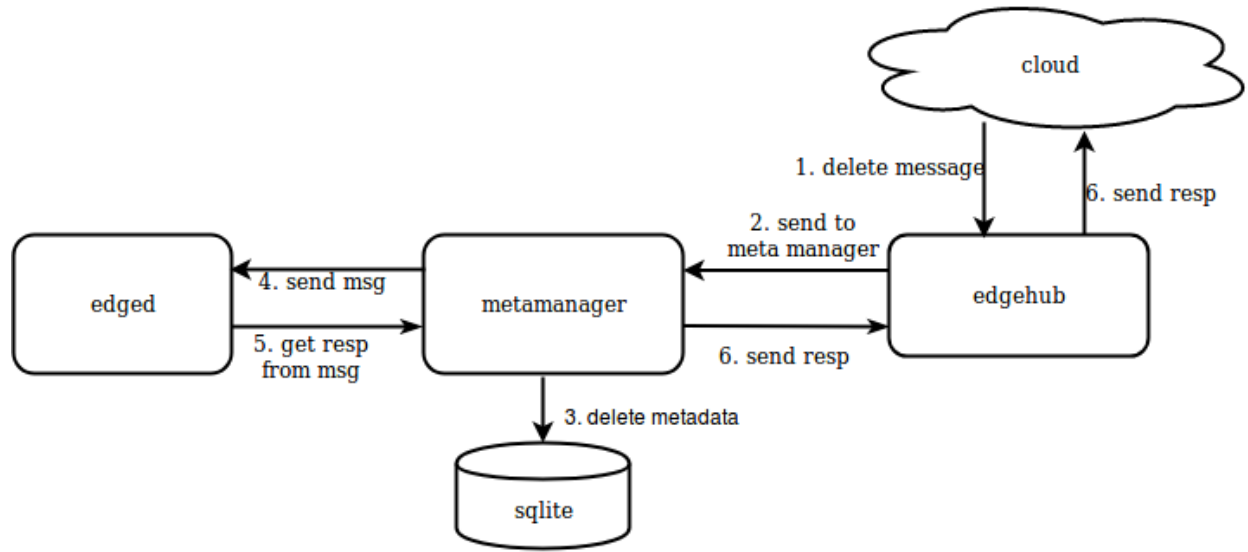 cloud
1. delete message
6. send resp
2. send to
meta manager
edgehub
4. send msg
edged
metamanager
5. get resp
from msg
6. send resp
3. delete metadata
sqlite